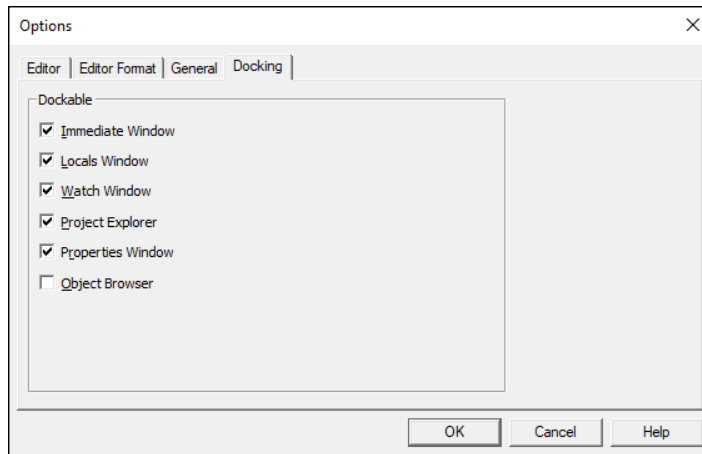 Options
Editor Editor Format General Docking
Dockable
Immediate Window
Locals Window
Watch Window
Project Explorer
Properties Window
Object Browser
OK Cancel Help